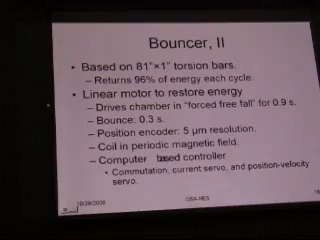 Bouncer, II
• Based on 81"×1" torsion bars.
– Returns 96% of energy each cycle.
• Linear motor to restore energy
– Drives chamber in "forced free fall" for 0.9 s.
– Bounce: 0.3 s.
– Position encoder: 5 µm resolution.
– Coil in periodic magnetic field.
– Computer based controller
• Commutation, current servo, and position-velocity
servo.